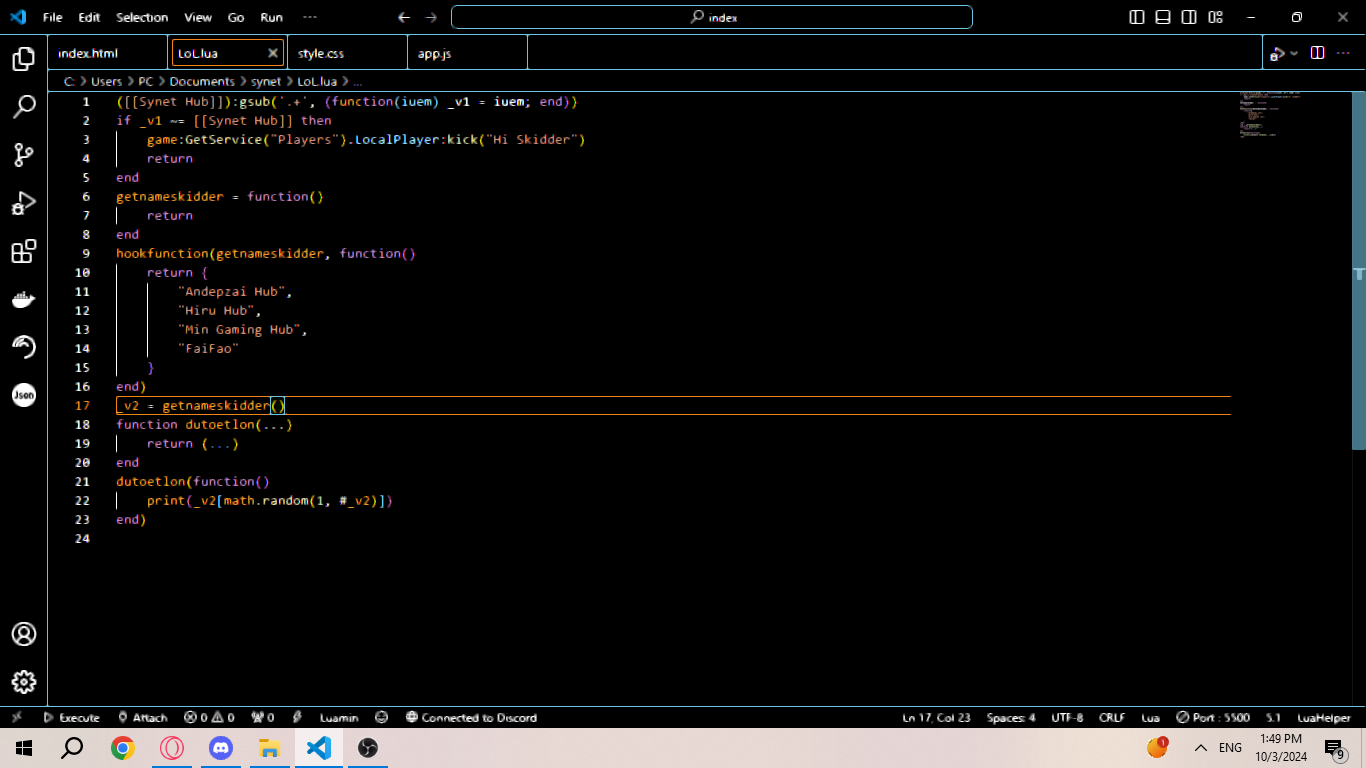 File Edit Selection View Go Run ···
index
index.html LoL.lua style.css app.js
C: > Users > PC > Documents > synet > LoL.lua > ...
1 ([[Synet Hub]]):gsub('.+', (function(iuem) _v1 = iuem; end))
2 if _v1 ~= [[Synet Hub]] then
3     game:GetService("Players").LocalPlayer:kick("Hi Skidder")
4     return
5 end
6 getnameskidder = function()
7     return
8 end
9 hookfunction(getnameskidder, function()
10     return {
11         "Andepzai Hub",
12         "Hiru Hub",
13         "Min Gaming Hub",
14         "FaiFao"
15     }
16 end)
17 _v2 = getnameskidder()
18 function dutoetlon(...)
19     return (...)
20 end
21 dutoetlon(function()
22     print(_v2[math.random(1, #_v2)])
23 end)
24
Execute Attach 0 0 0 Luamin Connected to Discord Ln 17, Col 23 Spaces: 4 UTF-8 CRLF Lua Port : 5500 5.1 LuaHelper
Json
1 ENG 1:49 PM
10/3/2024 9